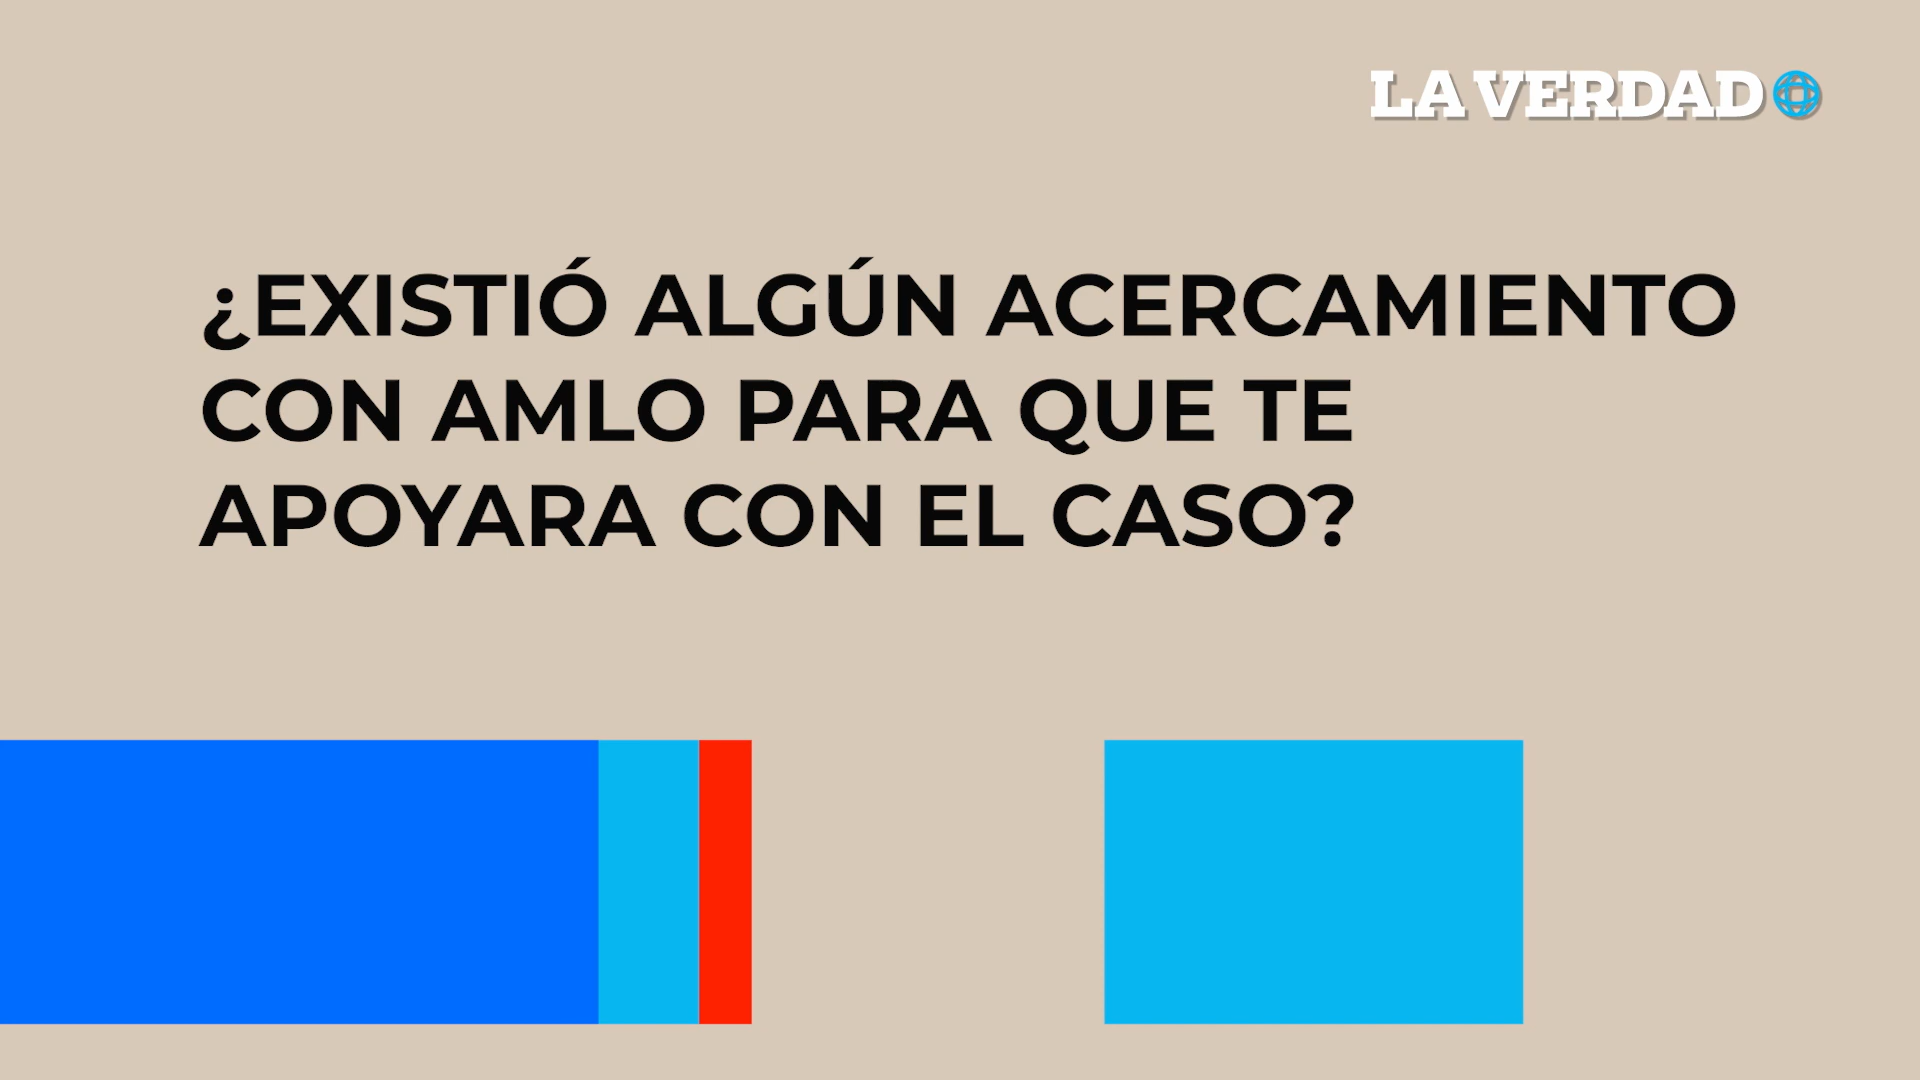 LA VERDAD
¿EXISTIÓ ALGÚN ACERCAMIENTO
CON AMLO PARA QUE TE
APOYARA CON EL CASO?